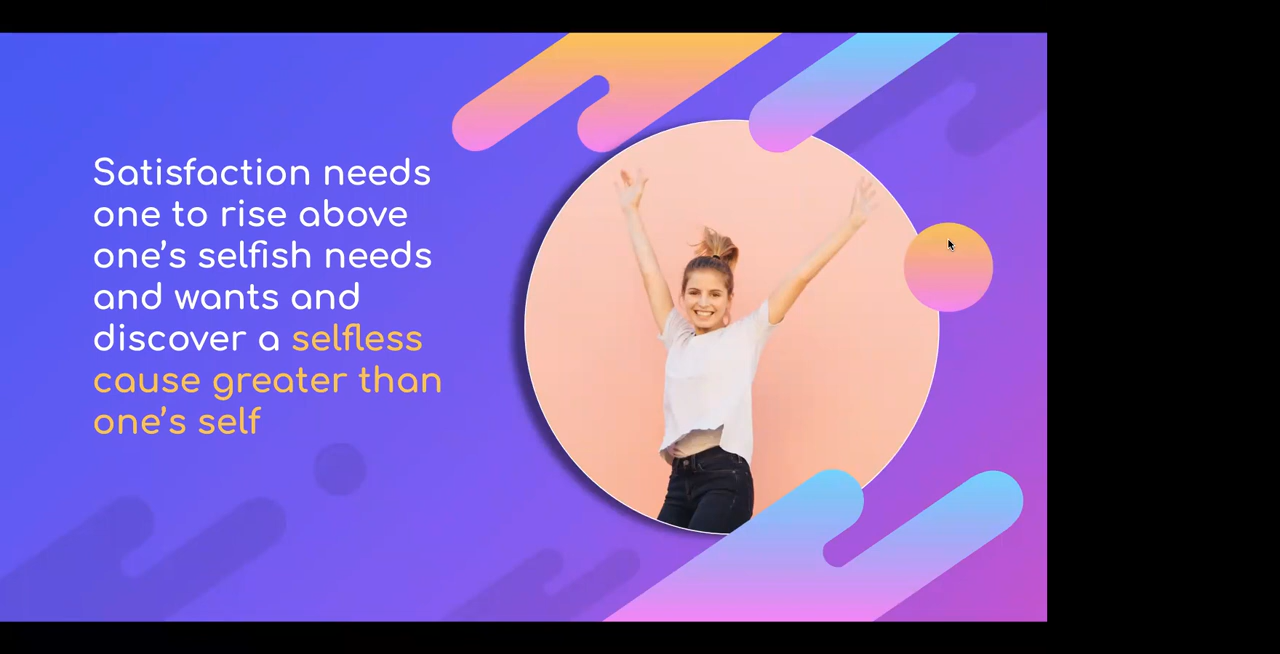 Satisfaction needs
one to rise above
one’s selfish needs
and wants and
discover a selfless
cause greater than
one’s self